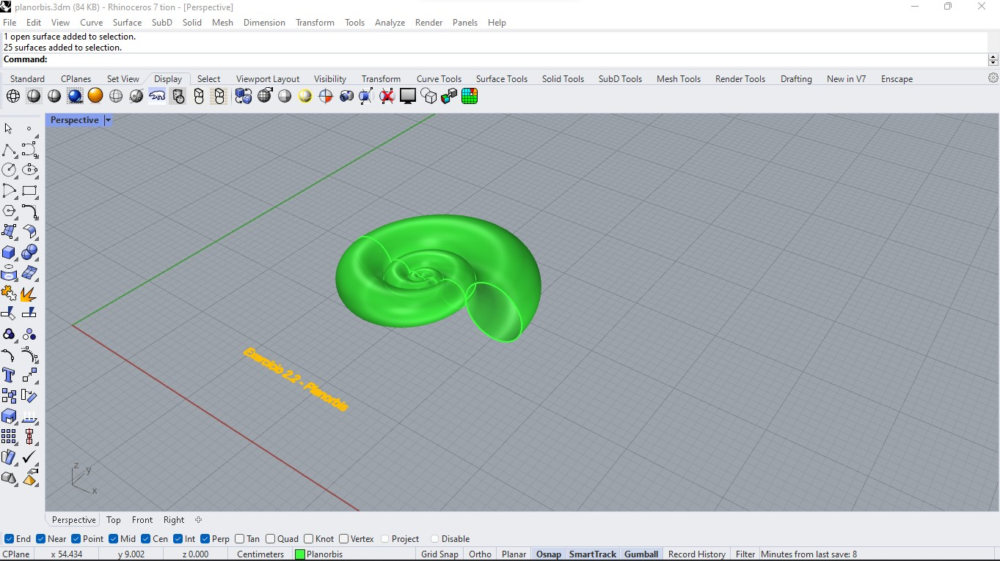 planorbis.3dm (84 KB) - Rhinoceros 7 tion - [Perspective]
File Edit View Curve Surface SubD Solid Mesh Dimension Transform Tools Analyze Render Panels Help
1 open surface added to selection.
25 surfaces added to selection.
Command:
Standard CPlanes Set View Display Select Viewport Layout Visibility Transform Curve Tools Surface Tools Solid Tools SubD Tools Mesh Tools Render Tools Drafting New in V7 Enscape
Perspective
Exercício 2.2 - Planorbis
z
y
x
Perspective Top Front Right
End Near Point Mid Cen Int Perp Tan Quad Knot Vertex Project Disable
CPlane x 54.434 y 9.002 z 0.000 Centimeters Planorbis Grid Snap Ortho Planar Osnap SmartTrack Gumball Record History Filter Minutes from last save: 8